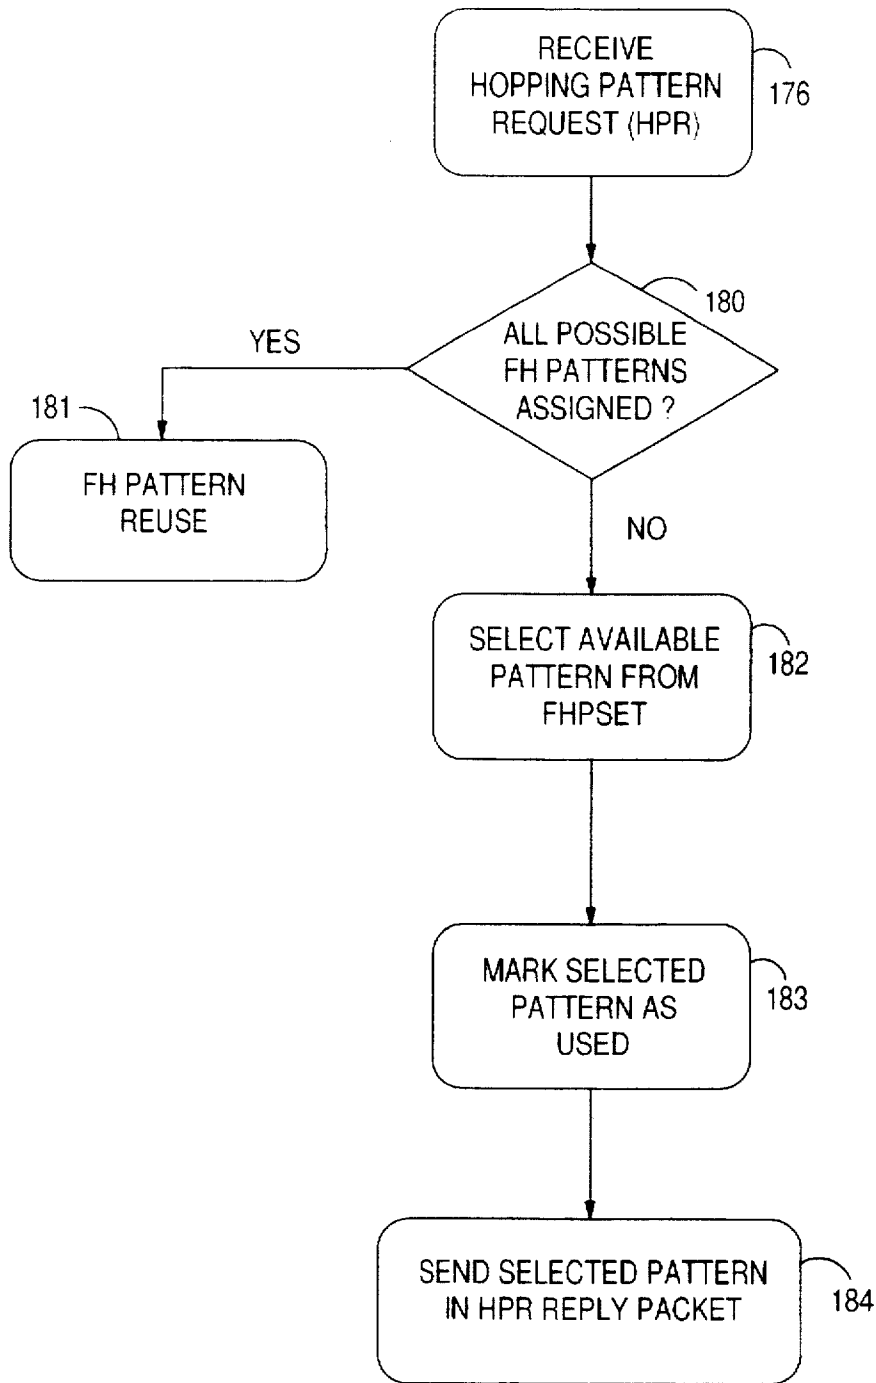 RECEIVE
HOPPING PATTERN
REQUEST (HPR)
176
180
ALL POSSIBLE
FH PATTERNS
ASSIGNED ?
YES
181
FH PATTERN
REUSE
NO
SELECT AVAILABLE
PATTERN FROM
FHPSET
182
MARK SELECTED
PATTERN AS
USED
183
SEND SELECTED PATTERN
IN HPR REPLY PACKET
184